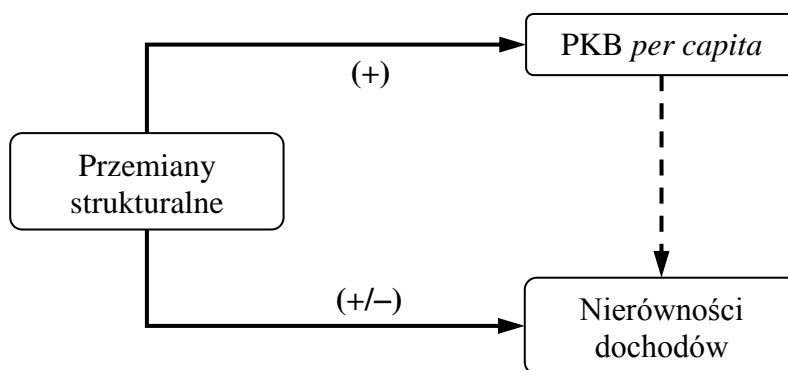 PKB per capita
(+)
Przemiany
strukturalne
(+/–)
Nierówności
dochodów